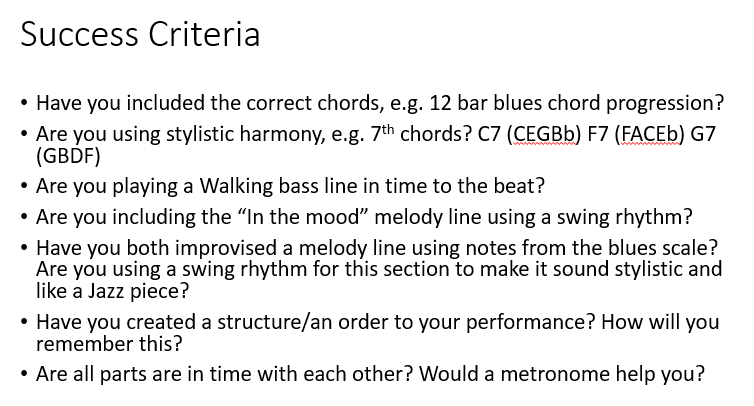 Success Criteria
• Have you included the correct chords, e.g. 12 bar blues chord progression?
• Are you using stylistic harmony, e.g. 7th chords? C7 (CEGBb) F7 (FACEb) G7
(GBDF)
• Are you playing a Walking bass line in time to the beat?
• Are you including the “In the mood” melody line using a swing rhythm?
• Have you both improvised a melody line using notes from the blues scale?
Are you using a swing rhythm for this section to make it sound stylistic and
like a Jazz piece?
• Have you created a structure/an order to your performance? How will you
remember this?
• Are all parts are in time with each other? Would a metronome help you?